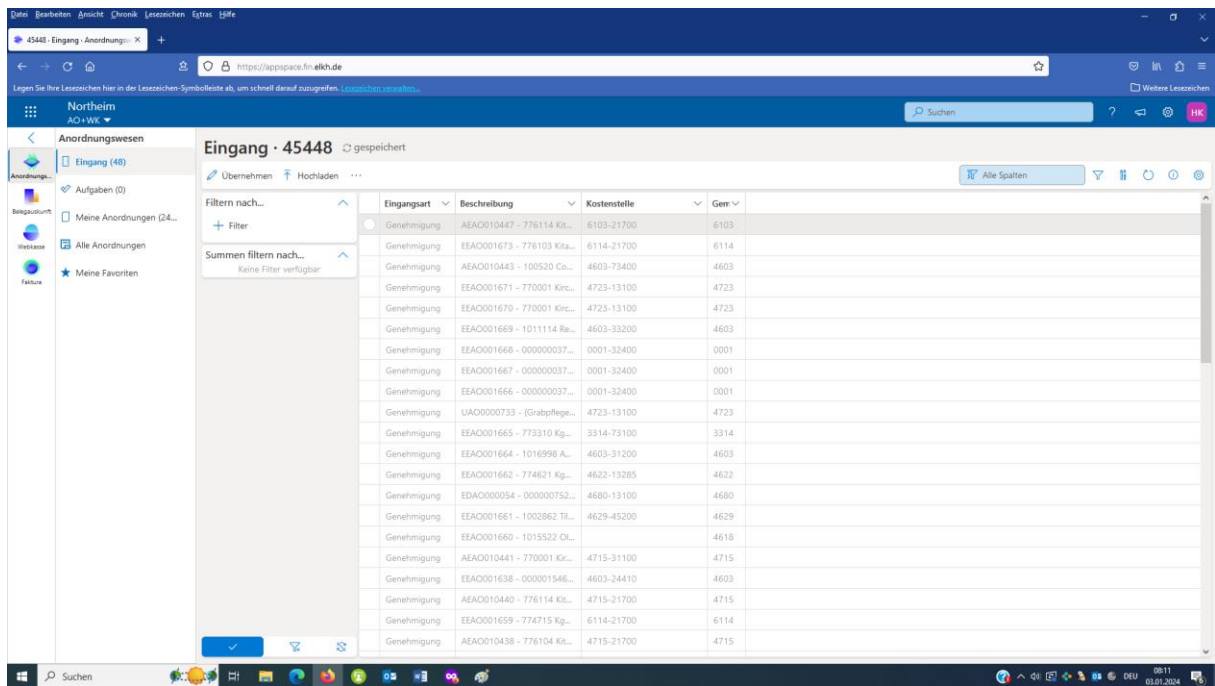 Datei Bearbeiten Ansicht Chronik Lesezeichen Extras Hilfe
45448 · Eingang · Anordnungs
https://appspace.fin.elkh.de
Legen Sie Ihre Lesezeichen hier in der Lesezeichen-Symbolleiste ab, um schnell darauf zuzugreifen. Lesezeichen verwalten... Weitere Lesezeichen
Northeim
AO+WK
Suchen
? HK
Anordnungswesen
Eingang (48)
Aufgaben (0)
Meine Anordnungen (24...
Alle Anordnungen
Meine Favoriten
Anordnungs...
Belegauskunft
Webkasse
Faktura
Eingang · 45448 gespeichert
Übernehmen Hochladen ··· Alle Spalten
Filtern nach...
+ Filter
Summen filtern nach...
Keine Filter verfügbar
Eingangsart Beschreibung Kostenstelle Gem
Genehmigung AEAO010447 - 776114 Kit... 6103-21700 6103
Genehmigung EEAO001673 - 776103 Kita... 6114-21700 6114
Genehmigung AEAO010443 - 100520 Co... 4603-73400 4603
Genehmigung EEAO001671 - 770001 Kirc... 4723-13100 4723
Genehmigung EEAO001670 - 770001 Kirc... 4723-13100 4723
Genehmigung EEAO001669 - 1011114 Re... 4603-33200 4603
Genehmigung EEAO001668 - 000000037... 0001-32400 0001
Genehmigung EEAO001667 - 000000037... 0001-32400 0001
Genehmigung EEAO001666 - 000000037... 0001-32400 0001
Genehmigung UAO0000733 - (Grabpflege... 4723-13100 4723
Genehmigung EEAO001665 - 773310 Kg... 3314-73100 3314
Genehmigung EEAO001664 - 1016998 A... 4603-31200 4603
Genehmigung EEAO001662 - 774621 Kg... 4622-13285 4622
Genehmigung EDAO000054 - 000000752... 4680-13100 4680
Genehmigung EEAO001661 - 1002862 Til... 4629-45200 4629
Genehmigung EEAO001660 - 1015522 Ol... 4618
Genehmigung AEAO010441 - 770001 Kir... 4715-31100 4715
Genehmigung EEAO001638 - 000001546... 4603-24410 4603
Genehmigung AEAO010440 - 776114 Kit... 4715-21700 4715
Genehmigung EEAO001659 - 774715 Kg... 6114-21700 6114
Genehmigung AEAO010438 - 776104 Kit... 4715-21700 4715
Suchen
DEU
08:11
03.01.2024